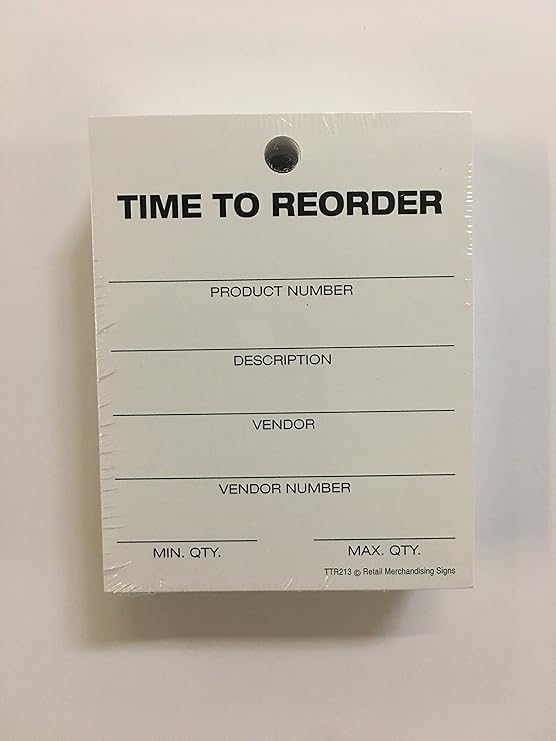 TIME TO REORDER
PRODUCT NUMBER
DESCRIPTION
VENDOR
VENDOR NUMBER
MIN. QTY. MAX. QTY.
TTR213 © Retail Merchandising Signs